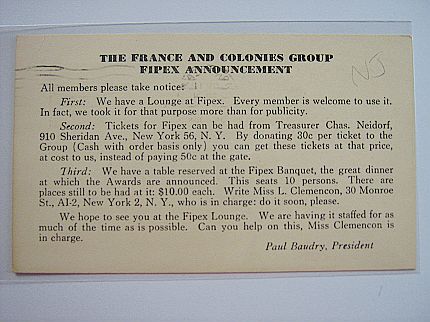 THE FRANCE AND COLONIES GROUP
FIPEX ANNOUNCEMENT
NJ
All members please take notice:
First: We have a Lounge at Fipex. Every member is welcome to use it.
In fact, we took it for that purpose more than for publicity.
Second: Tickets for Fipex can be had from Treasurer Chas. Neidorf,
910 Sheridan Ave., New York 56, N. Y. By donating 30c per ticket to the
Group (Cash with order basis only) you can get these tickets at that price,
at cost to us, instead of paying 50c at the gate.
Third: We have a table reserved at the Fipex Banquet, the great dinner
at which the Awards are announced. This seats 10 persons. There are
places still to be had at it: $10.00 each. Write Miss L. Clemencon, 30 Monroe
St., AI-2, New York 2, N. Y., who is in charge: do it soon, please.
We hope to see you at the Fipex Lounge. We are having it staffed for as
much of the time as is possible. Can you help on this, Miss Clemencon is
in charge.
Paul Baudry, President